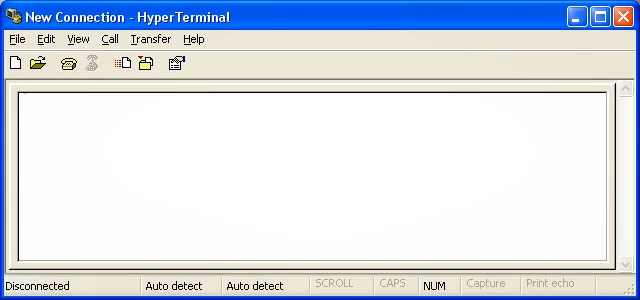 New Connection - HyperTerminal
File Edit View Call Transfer Help
Disconnected Auto detect Auto detect SCROLL CAPS NUM Capture Print echo